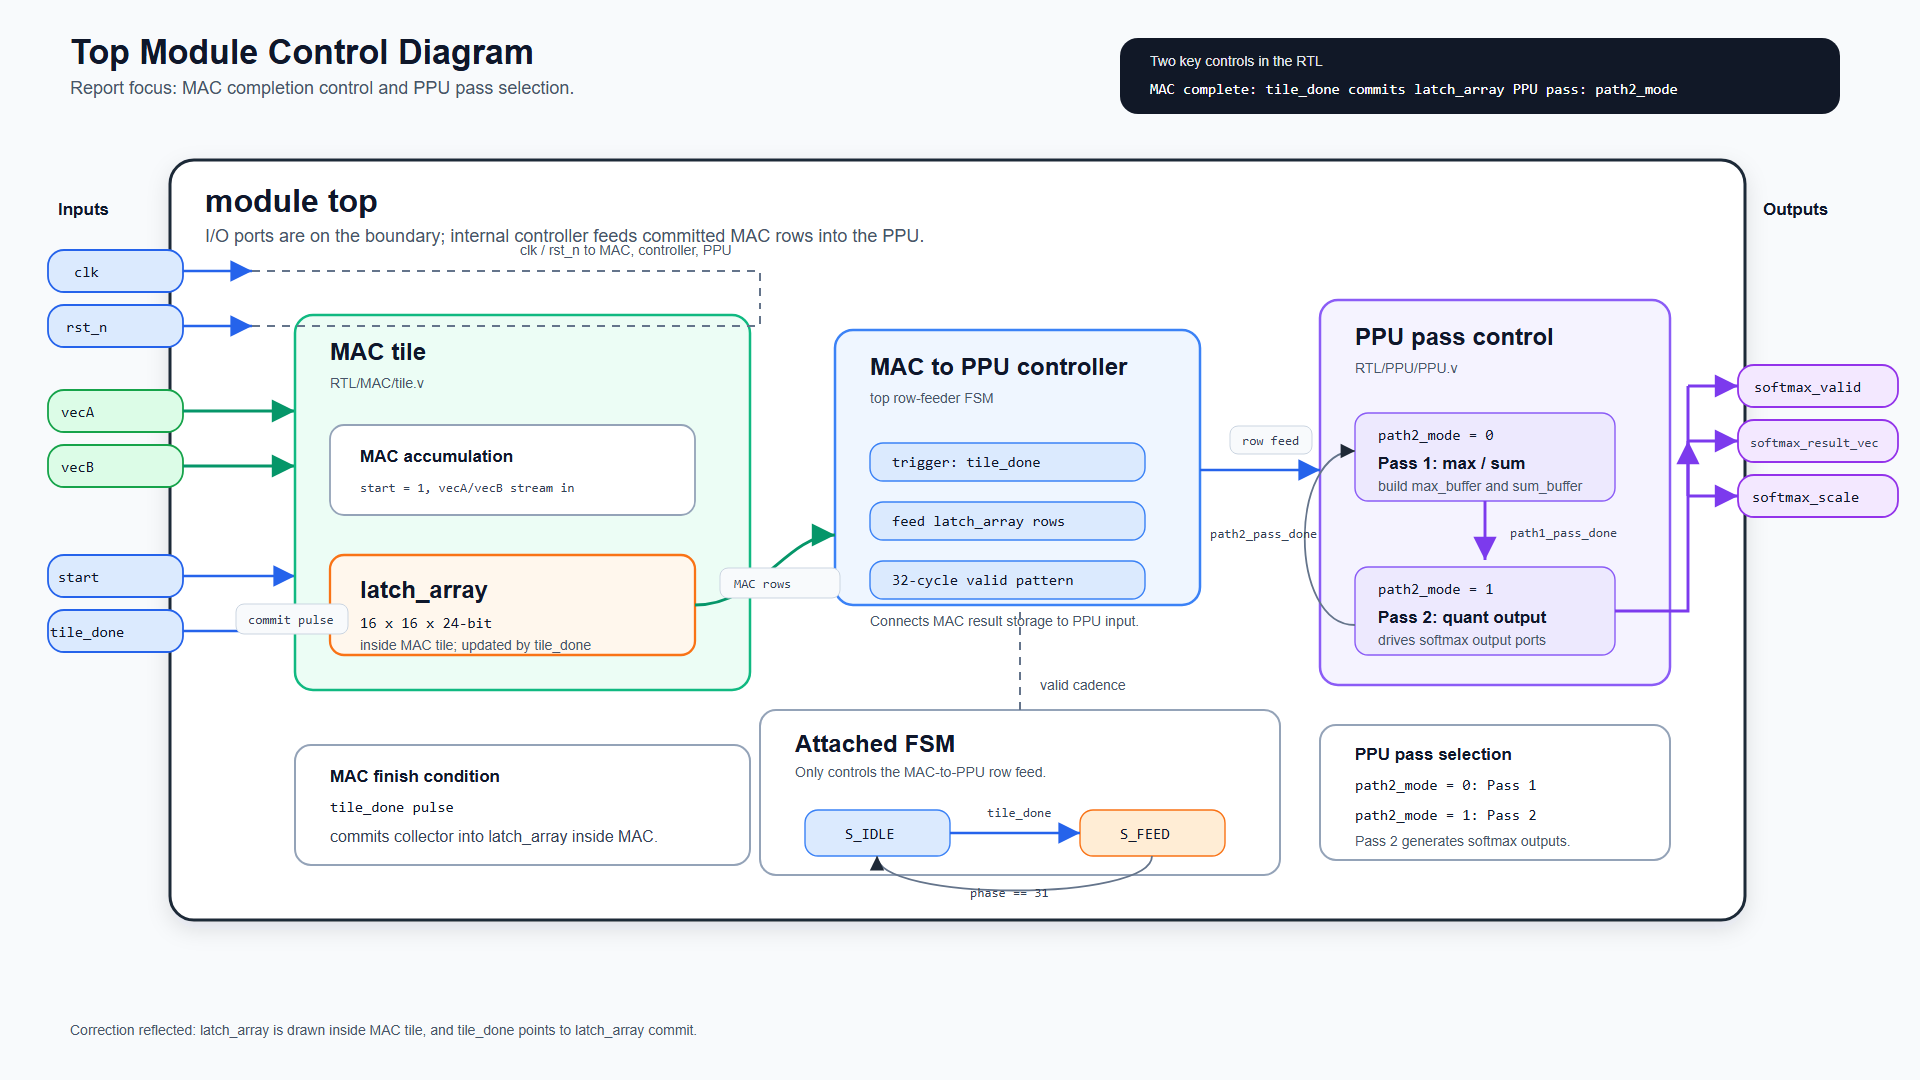 Top Module Control Diagram
Report focus: MAC completion control and PPU pass selection.
Two key controls in the RTL
MAC complete: tile_done commits latch_array PPU pass: path2_mode
Inputs
Outputs
module top
I/O ports are on the boundary; internal controller feeds committed MAC rows into the PPU.
clk / rst_n to MAC, controller, PPU
clk
rst_n
vecA
vecB
start
tile_done
commit pulse
MAC tile
RTL/MAC/tile.v
MAC accumulation
start = 1, vecA/vecB stream in
latch_array
16 x 16 x 24-bit
inside MAC tile; updated by tile_done
MAC rows
MAC to PPU controller
top row-feeder FSM
trigger: tile_done
feed latch_array rows
32-cycle valid pattern
Connects MAC result storage to PPU input.
valid cadence
row feed
path2_pass_done
PPU pass control
RTL/PPU/PPU.v
path2_mode = 0
Pass 1: max / sum
build max_buffer and sum_buffer
path1_pass_done
path2_mode = 1
Pass 2: quant output
drives softmax output ports
softmax_valid
softmax_result_vec
softmax_scale
MAC finish condition
tile_done pulse
commits collector into latch_array inside MAC.
Attached FSM
Only controls the MAC-to-PPU row feed.
S_IDLE
tile_done
S_FEED
phase == 31
PPU pass selection
path2_mode = 0: Pass 1
path2_mode = 1: Pass 2
Pass 2 generates softmax outputs.
Correction reflected: latch_array is drawn inside MAC tile, and tile_done points to latch_array commit.